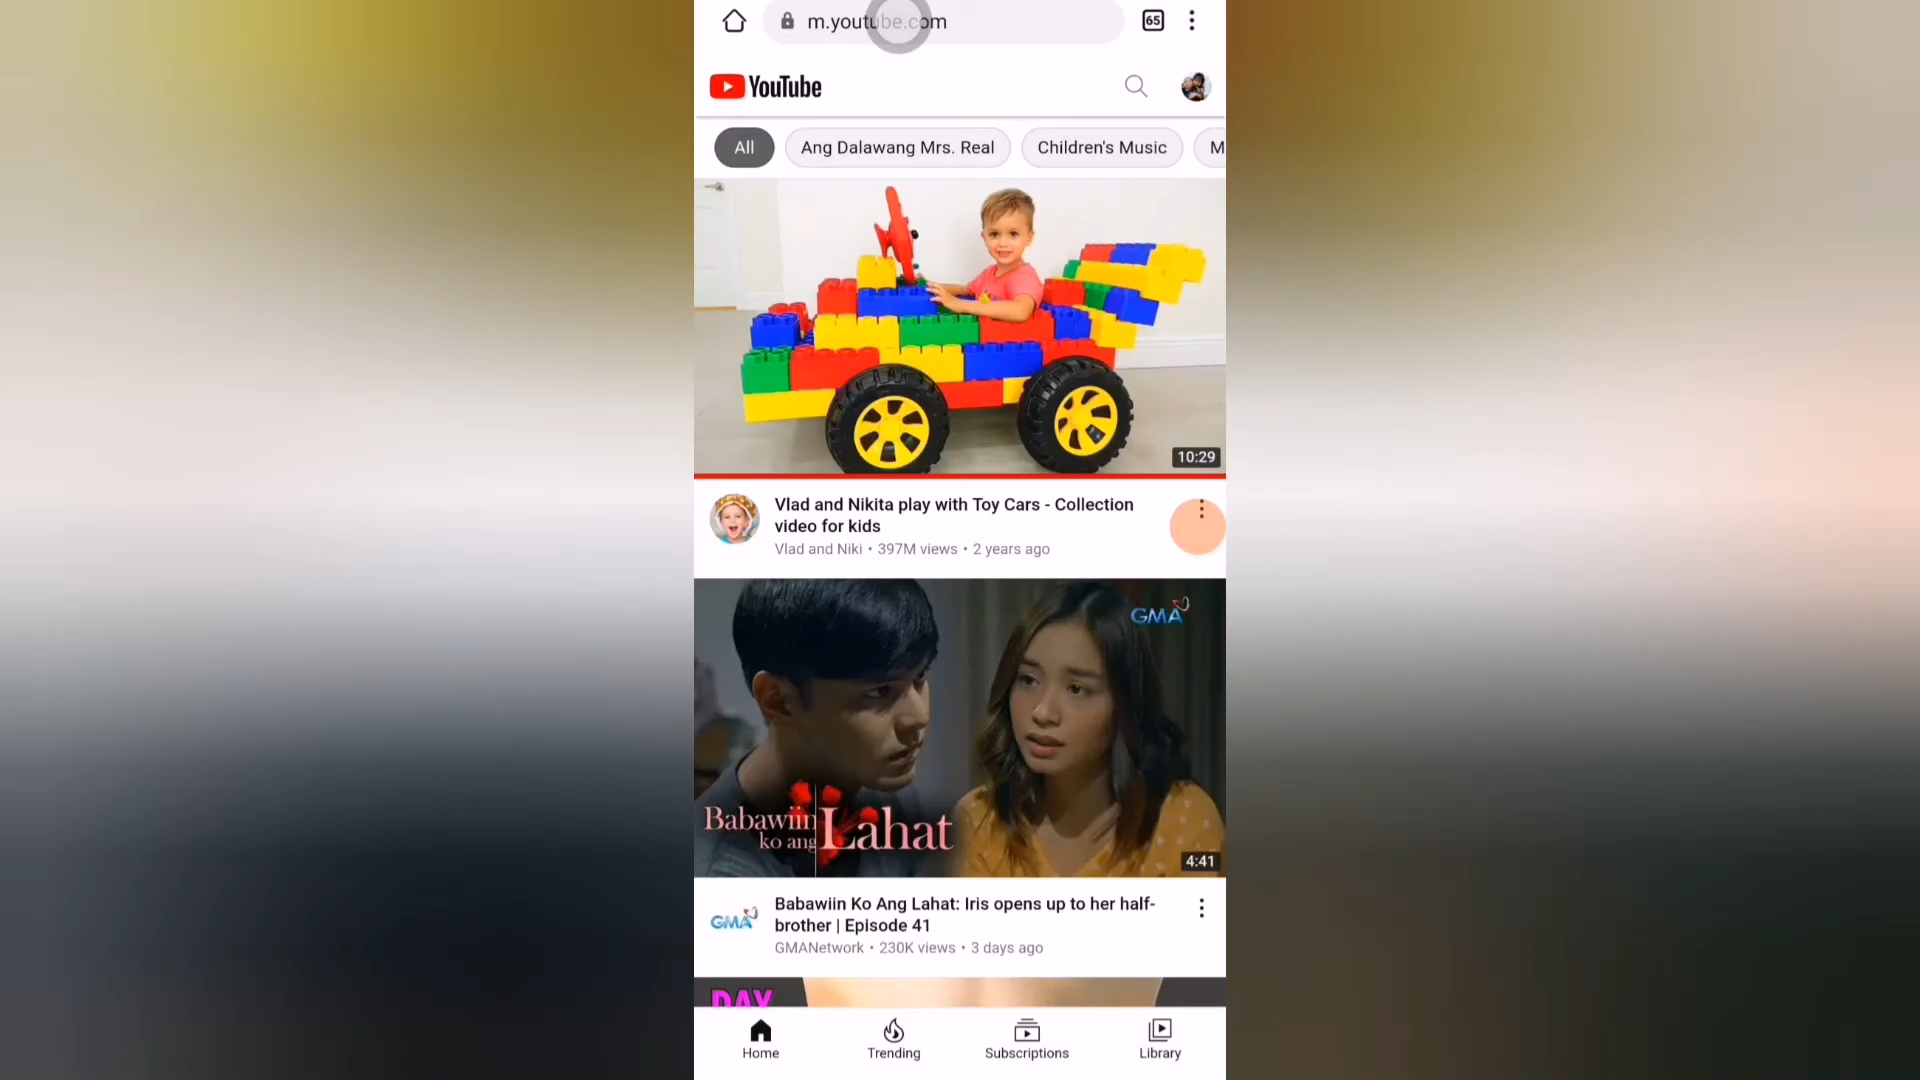 m.youtube.com
65
YouTube
All
Ang Dalawang Mrs. Real
Children's Music
M
10:29
Vlad and Nikita play with Toy Cars - Collection
video for kids
Vlad and Niki • 397M views • 2 years ago
GMA
Babawiin
ko ang
Lahat
4:41
GMA
Babawiin Ko Ang Lahat: Iris opens up to her half-
brother | Episode 41
GMANetwork • 230K views • 3 days ago
DAY
Home
Trending
Subscriptions
Library